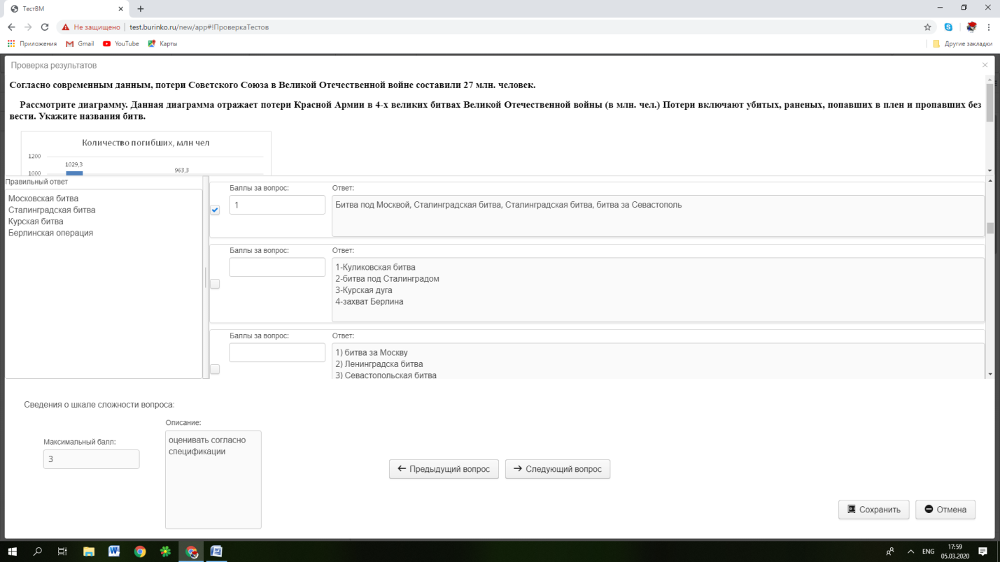 ТестВМ
Не защищено | test.burinko.ru/new/app#!ПроверкаТестов
Приложения Gmail YouTube Карты Другие закладки
Проверка результатов
Согласно современным данным, потери Советского Союза в Великой Отечественной войне составили 27 млн. человек.
Рассмотрите диаграмму. Данная диаграмма отражает потери Красной Армии в 4-х великих битвах Великой Отечественной войны (в млн. чел.) Потери включают убитых, раненых, попавших в плен и пропавших без
вести. Укажите названия битв.
Количество погибших, млн чел
1200
1029,3
963,3
1000
Правильный ответ
Московская битва
Сталинградская битва
Курская битва
Берлинская операция
Баллы за вопрос: Ответ:
1 Битва под Москвой, Сталинградская битва, Сталинградская битва, битва за Севастополь
Баллы за вопрос: Ответ:
1-Куликовская битва
2-битва под Сталинградом
3-Курская дуга
4-захват Берлина
Баллы за вопрос: Ответ:
1) битва за Москву
2) Ленинградска битва
3) Севастопольская битва
Сведения о шкале сложности вопроса:
Описание:
оценивать согласно
спецификации
Максимальный балл:
3
Предыдущий вопрос Следующий вопрос
Сохранить Отмена
ENG
17:59
05.03.2020